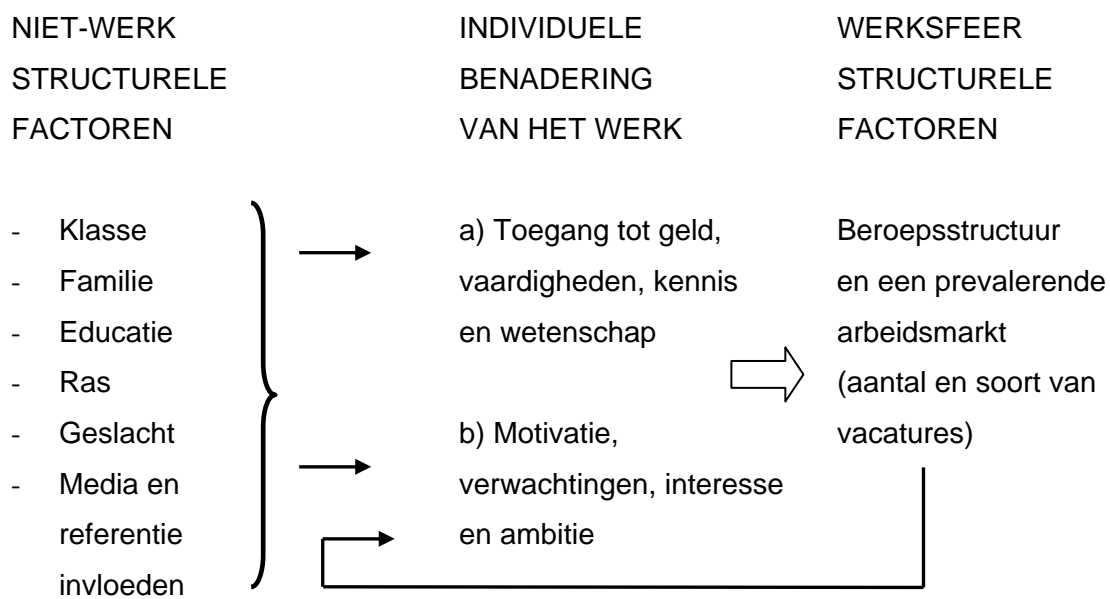 NIET-WERK
STRUCTURELE
FACTOREN
- Klasse
- Familie
- Educatie
- Ras
- Geslacht
- Media en
referentie
invloeden
INDIVIDUELE
BENADERING
VAN HET WERK
a) Toegang tot geld,
vaardigheden, kennis
en wetenschap
b) Motivatie,
verwachtingen, interesse
en ambitie
WERKSFEER
STRUCTURELE
FACTOREN
Beroepsstructuur
en een prevalerende
arbeidsmarkt
(aantal en soort van
vacatures)